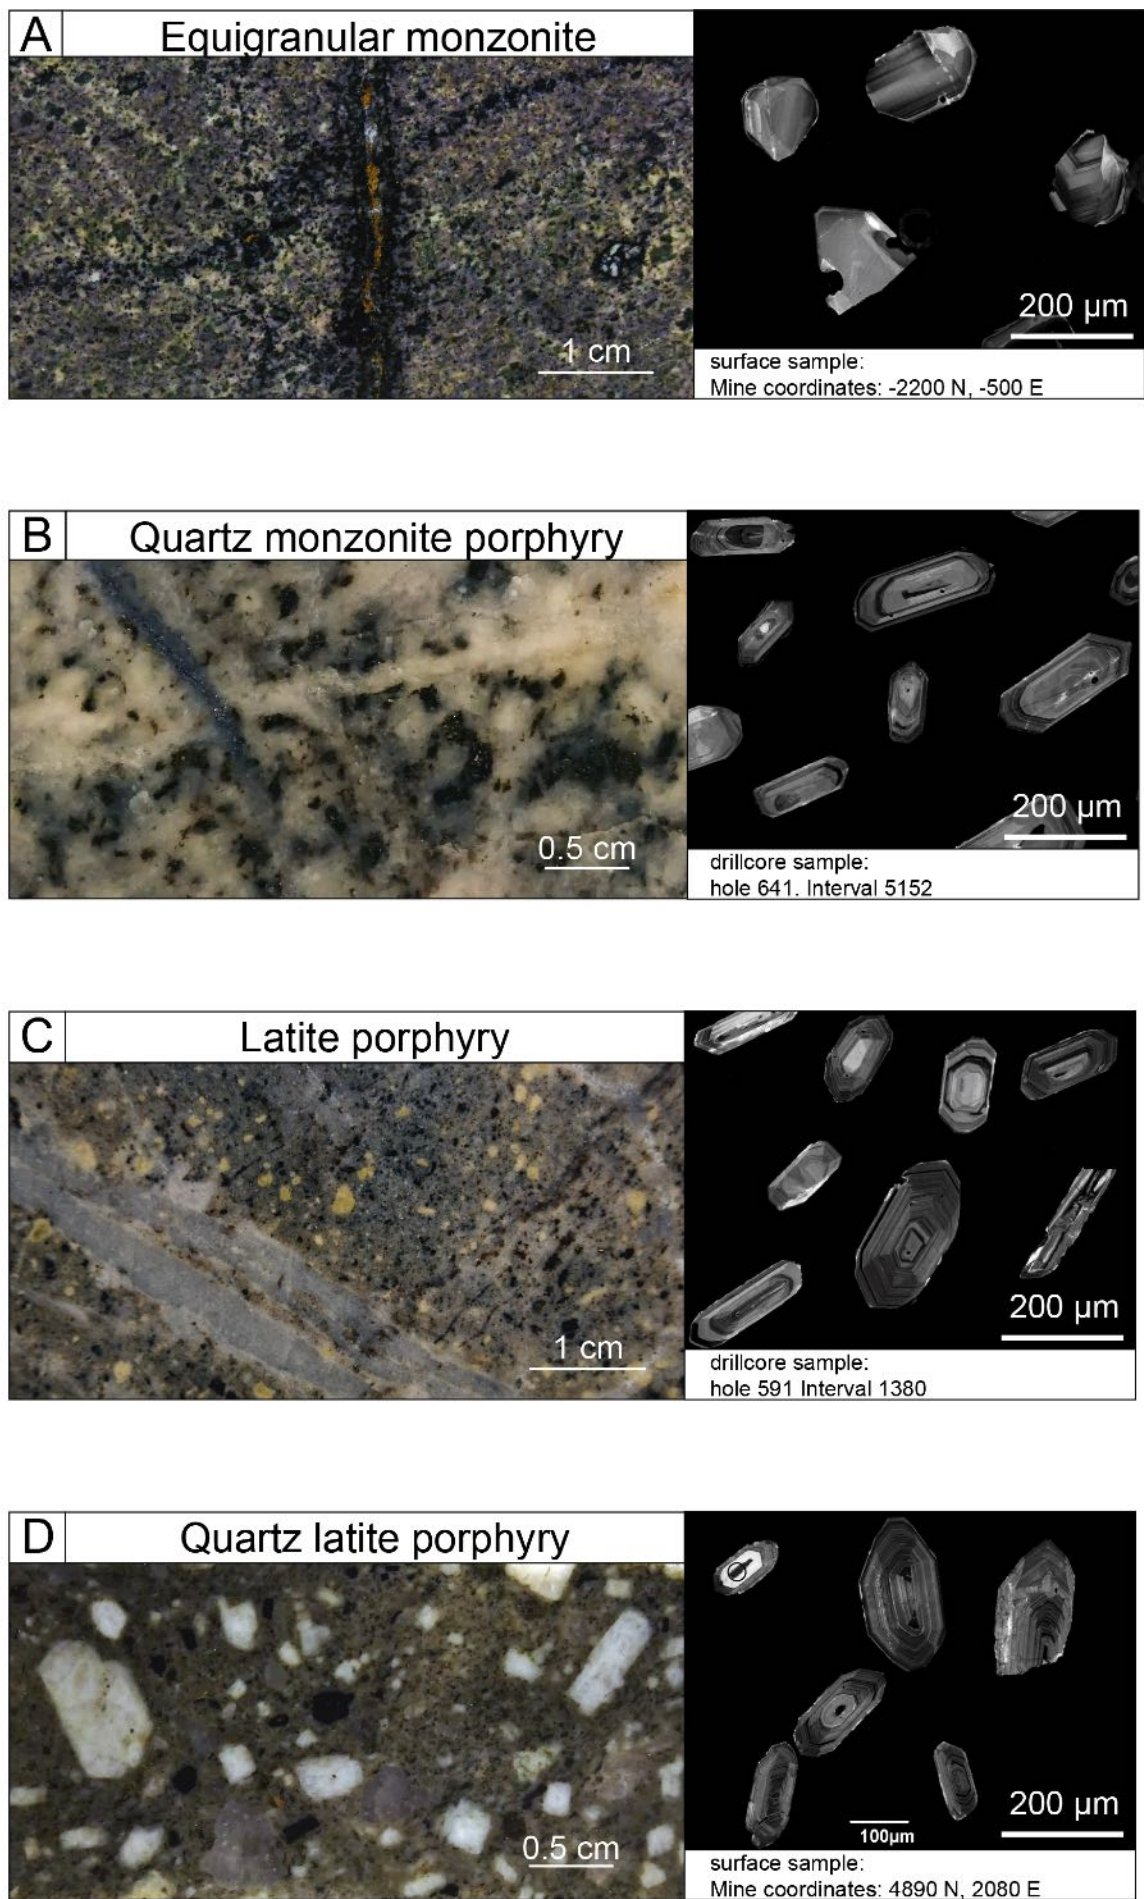 A Equigranular monzonite
1 cm
200 µm
surface sample:
Mine coordinates: -2200 N, -500 E
B Quartz monzonite porphyry
0.5 cm
200 µm
drillcore sample:
hole 641. Interval 5152
C Latite porphyry
1 cm
200 µm
drillcore sample:
hole 591 Interval 1380
D Quartz latite porphyry
0.5 cm
100µm
200 µm
surface sample:
Mine coordinates: 4890 N, 2080 E